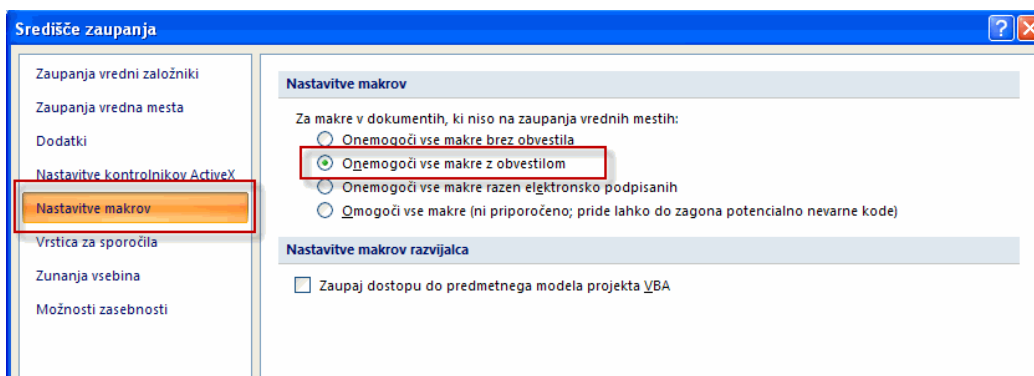 Središče zaupanja
Zaupanja vredni založniki
Zaupanja vredna mesta
Dodatki
Nastavitve kontrolnikov ActiveX
Nastavitve makrov
Vrstica za sporočila
Zunanja vsebina
Možnosti zasebnosti
Nastavitve makrov
Za makre v dokumentih, ki niso na zaupanja vrednih mestih:
Onemogoči vse makre brez obvestila
Onemogoči vse makre z obvestilom
Onemogoči vse makre razen elektronsko podpisanih
Omogoči vse makre (ni priporočeno; pride lahko do zagona potencialno nevarne kode)
Nastavitve makrov razvijalca
Zaupaj dostopu do predmetnega modela projekta VBA